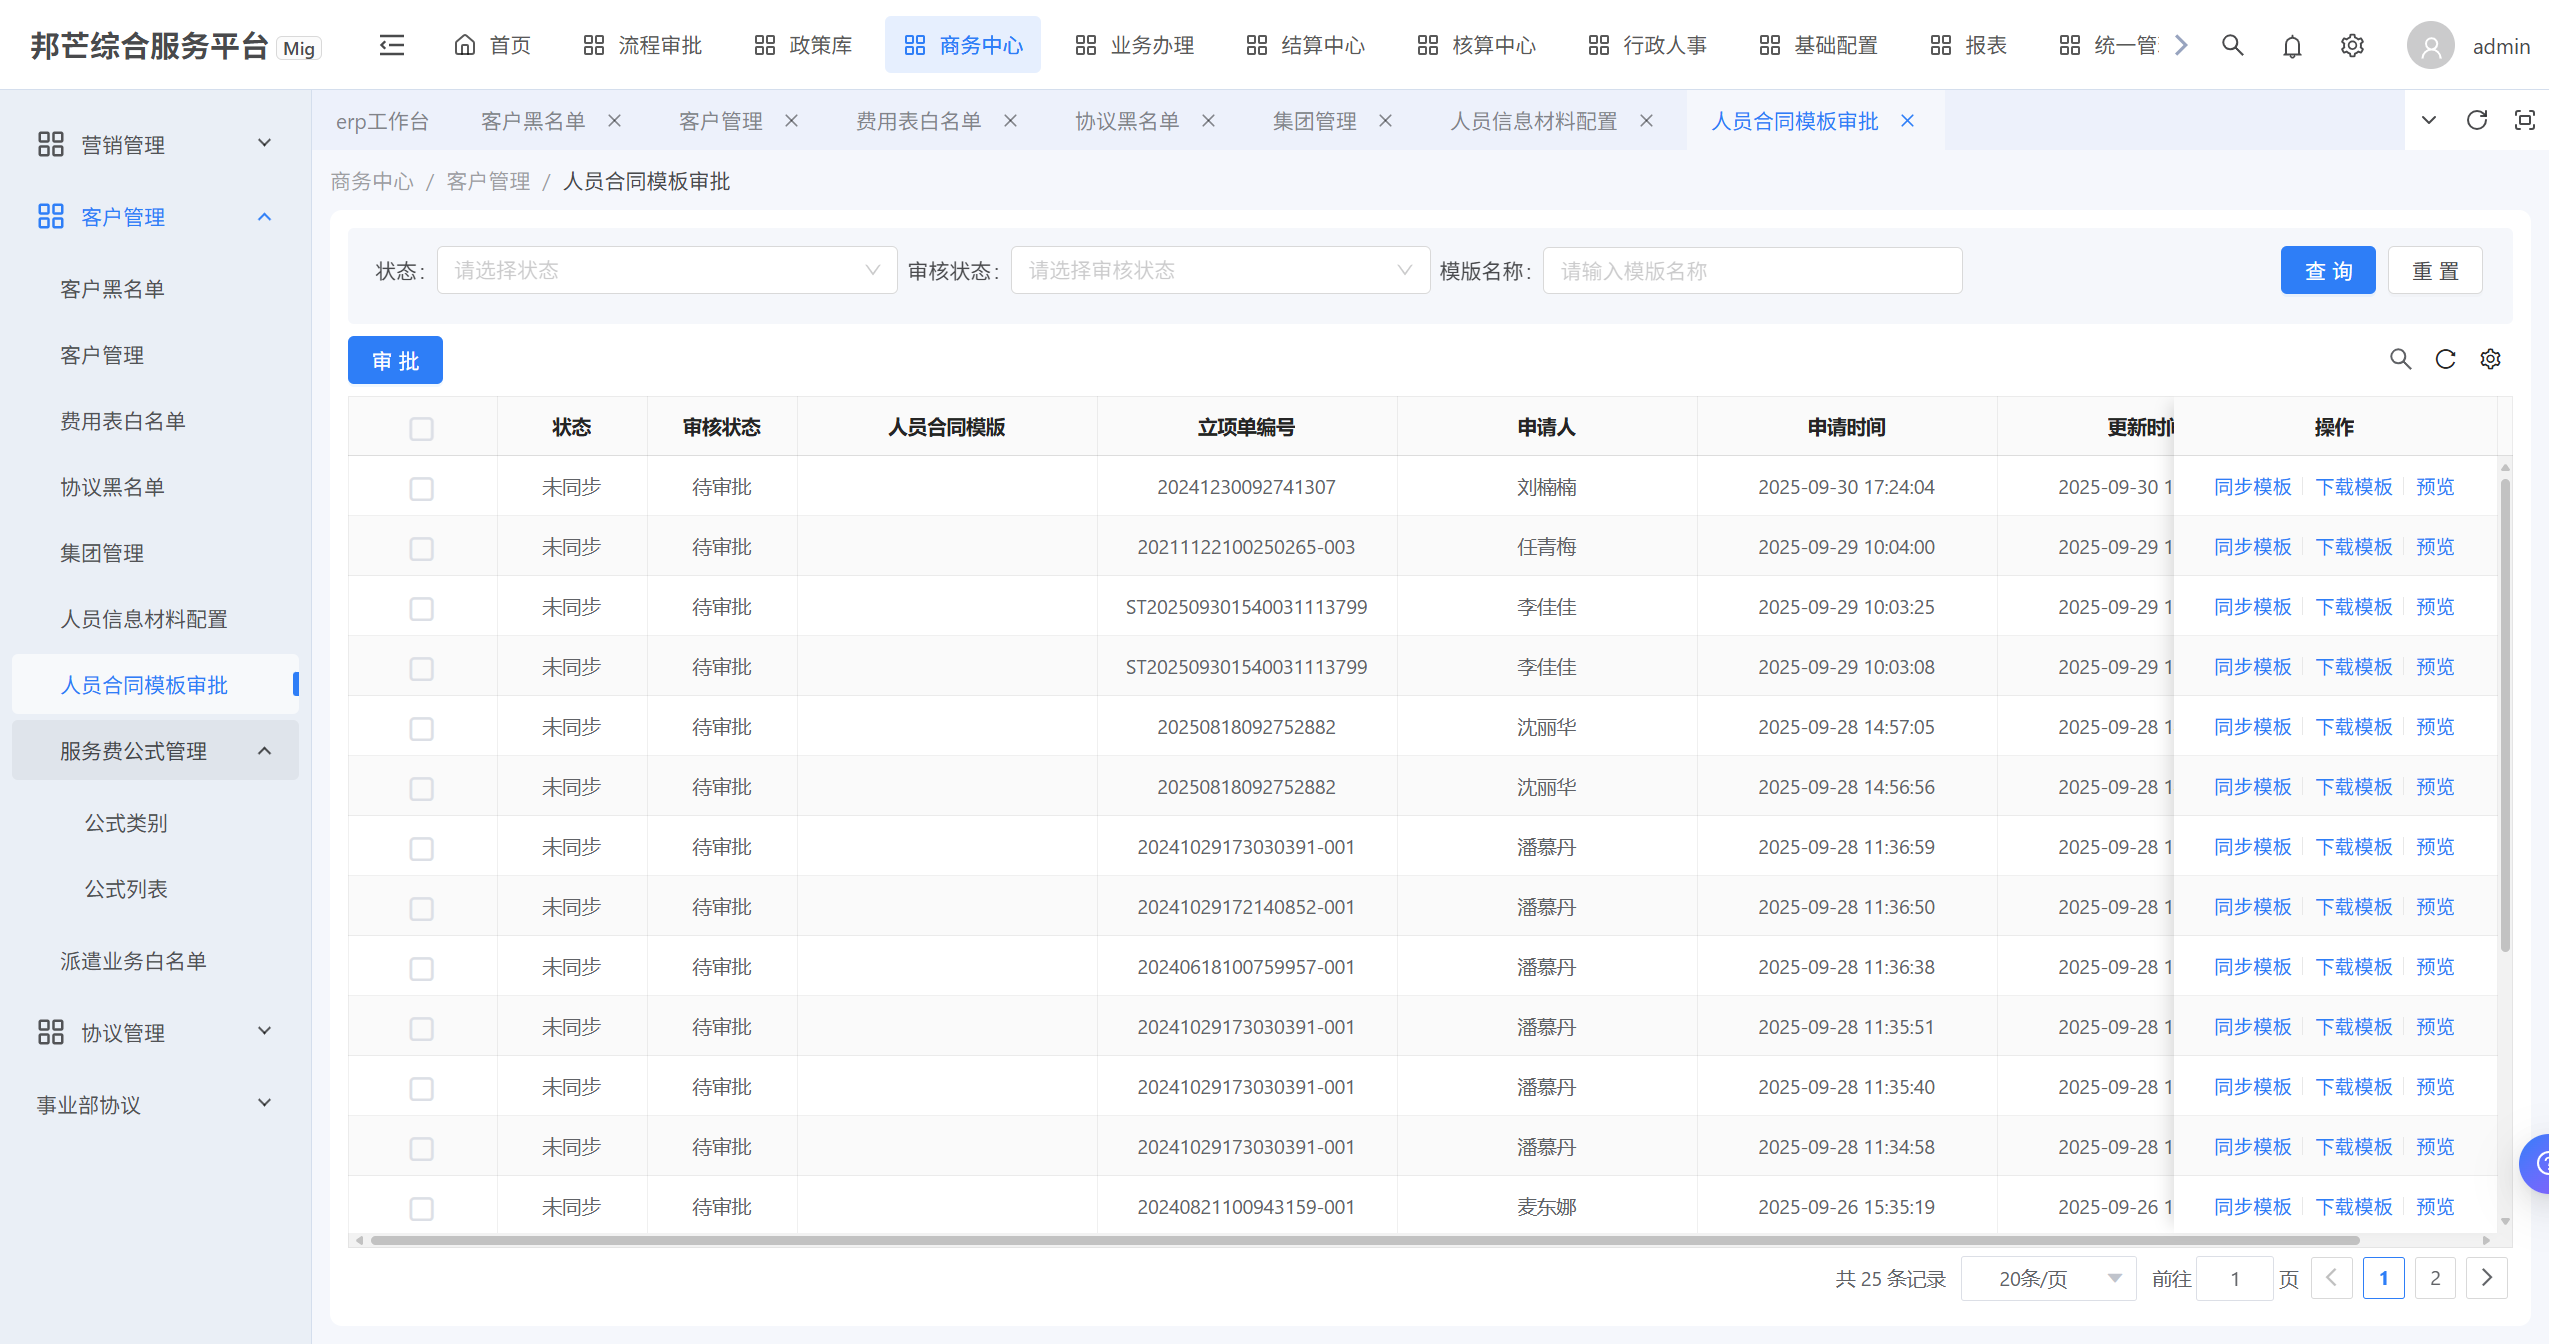 邦芒综合服务平台 Mig 首页 流程审批 政策库 商务中心 业务办理 结算中心 核算中心 行政人事 基础配置 报表 统一管 admin
erp工作台 客户黑名单 客户管理 费用表白名单 协议黑名单 集团管理 人员信息材料配置 人员合同模板审批
商务中心 / 客户管理 / 人员合同模板审批
营销管理
客户管理
客户黑名单
客户管理
费用表白名单
协议黑名单
集团管理
人员信息材料配置
人员合同模板审批
服务费公式管理
公式类别
公式列表
派遣业务白名单
协议管理
事业部协议
状态: 请选择状态 审核状态: 请选择审核状态 模版名称: 请输入模版名称 查 询 重 置
审 批
状态 审核状态 人员合同模版 立项单编号 申请人 申请时间 更新时间 操作
未同步 待审批 20241230092741307 刘楠楠 2025-09-30 17:24:04 2025-09-30 1 同步模板 下载模板 预览
未同步 待审批 20211122100250265-003 任青梅 2025-09-29 10:04:00 2025-09-29 1 同步模板 下载模板 预览
未同步 待审批 ST202509301540031113799 李佳佳 2025-09-29 10:03:25 2025-09-29 1 同步模板 下载模板 预览
未同步 待审批 ST202509301540031113799 李佳佳 2025-09-29 10:03:08 2025-09-29 1 同步模板 下载模板 预览
未同步 待审批 20250818092752882 沈丽华 2025-09-28 14:57:05 2025-09-28 1 同步模板 下载模板 预览
未同步 待审批 20250818092752882 沈丽华 2025-09-28 14:56:56 2025-09-28 1 同步模板 下载模板 预览
未同步 待审批 20241029173030391-001 潘慕丹 2025-09-28 11:36:59 2025-09-28 1 同步模板 下载模板 预览
未同步 待审批 20241029172140852-001 潘慕丹 2025-09-28 11:36:50 2025-09-28 1 同步模板 下载模板 预览
未同步 待审批 20240618100759957-001 潘慕丹 2025-09-28 11:36:38 2025-09-28 1 同步模板 下载模板 预览
未同步 待审批 20241029173030391-001 潘慕丹 2025-09-28 11:35:51 2025-09-28 1 同步模板 下载模板 预览
未同步 待审批 20241029173030391-001 潘慕丹 2025-09-28 11:35:40 2025-09-28 1 同步模板 下载模板 预览
未同步 待审批 20241029173030391-001 潘慕丹 2025-09-28 11:34:58 2025-09-28 1 同步模板 下载模板 预览
未同步 待审批 20240821100943159-001 麦东娜 2025-09-26 15:35:19 2025-09-26 1 同步模板 下载模板 预览
共 25 条记录 20条/页 前往 1 页 1 2